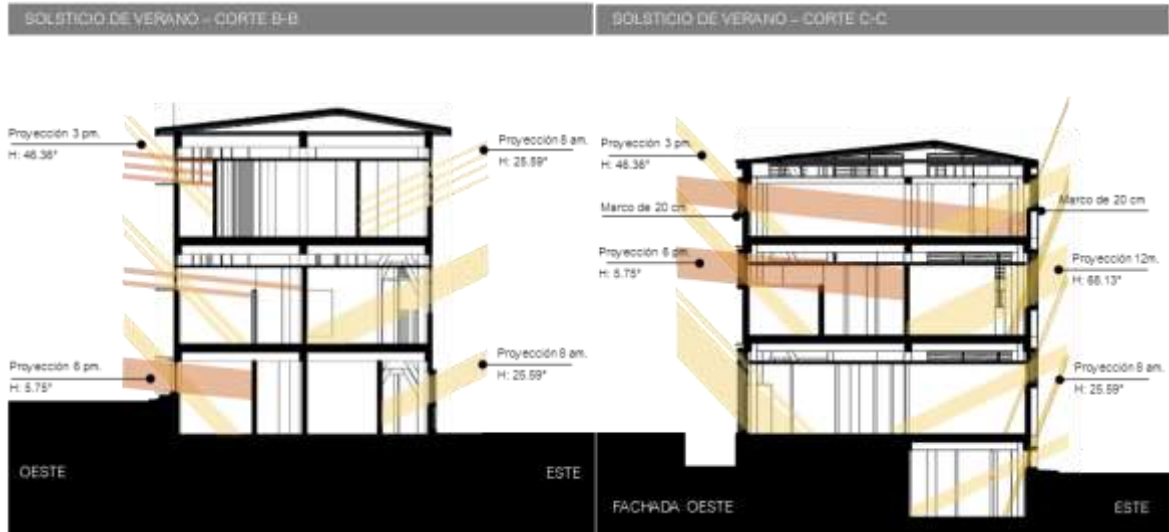 SOLSTICIO DE VERANO – CORTE B-B
Proyección 3 pm.
H: 46.36°
Proyección 8 am.
H: 25.59°
Proyección 6 pm.
H: 5.75°
Proyección 8 am.
H: 25.59°
OESTE
ESTE
SOLSTICIO DE VERANO – CORTE C-C
Proyección 3 pm.
H: 46.36°
Marco de 20 cm
Marco de 20 cm
Proyección 6 pm.
H: 5.75°
Proyección 12m.
H: 68.13°
Proyección 8 am.
H: 25.59°
FACHADA OESTE
ESTE